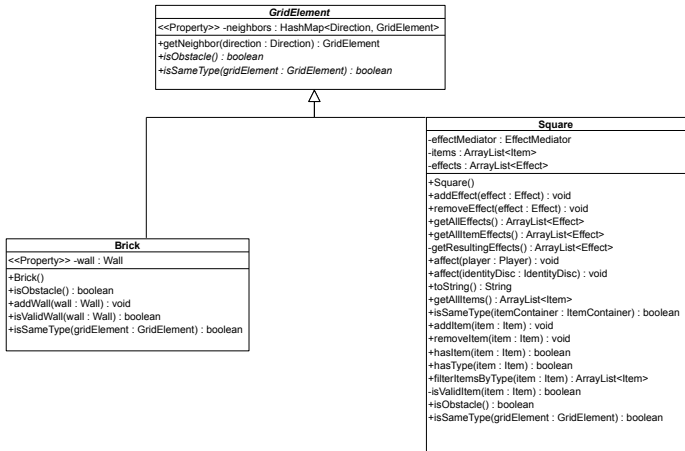 GridElement
<<Property>> -neighbors : HashMap<Direction, GridElement>
+getNeighbor(direction : Direction) : GridElement
+isObstacle() : boolean
+isSameType(gridElement : GridElement) : boolean
Brick
<<Property>> -wall : Wall
+Brick()
+isObstacle() : boolean
+addWall(wall : Wall) : void
+isValidWall(wall : Wall) : boolean
+isSameType(gridElement : GridElement) : boolean
Square
-effectMediator : EffectMediator
-items : ArrayList<Item>
-effects : ArrayList<Effect>
+Square()
+addEffect(effect : Effect) : void
+removeEffect(effect : Effect) : void
+getAllEffects() : ArrayList<Effect>
+getAllItemEffects() : ArrayList<Effect>
-getResultingEffects() : ArrayList<Effect>
+affect(player : Player) : void
+affect(identityDisc : IdentityDisc) : void
+toString() : String
+getAllItems() : ArrayList<Item>
+isSameType(itemContainer : ItemContainer) : boolean
+addItem(item : Item) : void
+removeItem(item : Item) : void
+hasItem(item : Item) : boolean
+hasType(item : Item) : boolean
+filterItemsByType(item : Item) : ArrayList<Item>
-isValidItem(item : Item) : boolean
+isObstacle() : boolean
+isSameType(gridElement : GridElement) : boolean